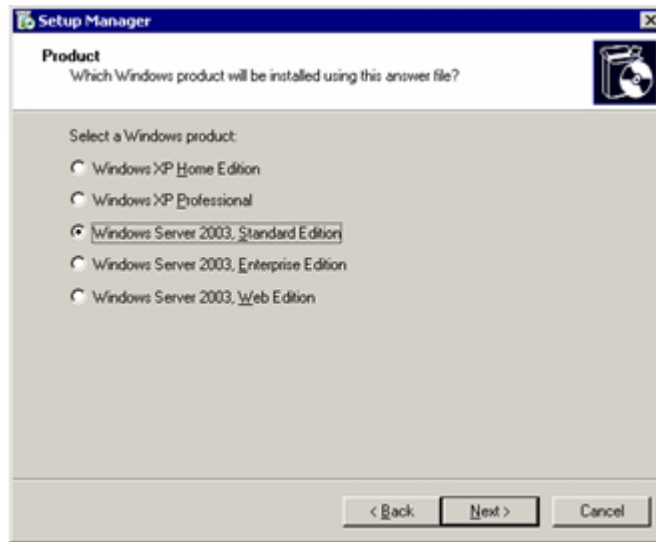 Setup Manager
Product
Which Windows product will be installed using this answer file?
Select a Windows product:
Windows XP Home Edition
Windows XP Professional
Windows Server 2003, Standard Edition
Windows Server 2003, Enterprise Edition
Windows Server 2003, Web Edition
< Back Next > Cancel